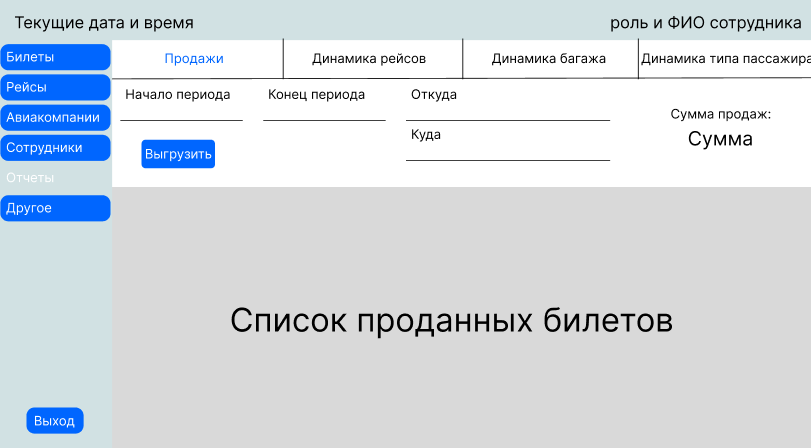 Текущие дата и время
роль и ФИО сотрудника
Билеты
Рейсы
Авиакомпании
Сотрудники
Отчеты
Другое
Выход
Продажи
Динамика рейсов
Динамика багажа
Динамика типа пассажира
Начало периода
Конец периода
Откуда
Куда
Выгрузить
Сумма продаж:
Сумма
Список проданных билетов